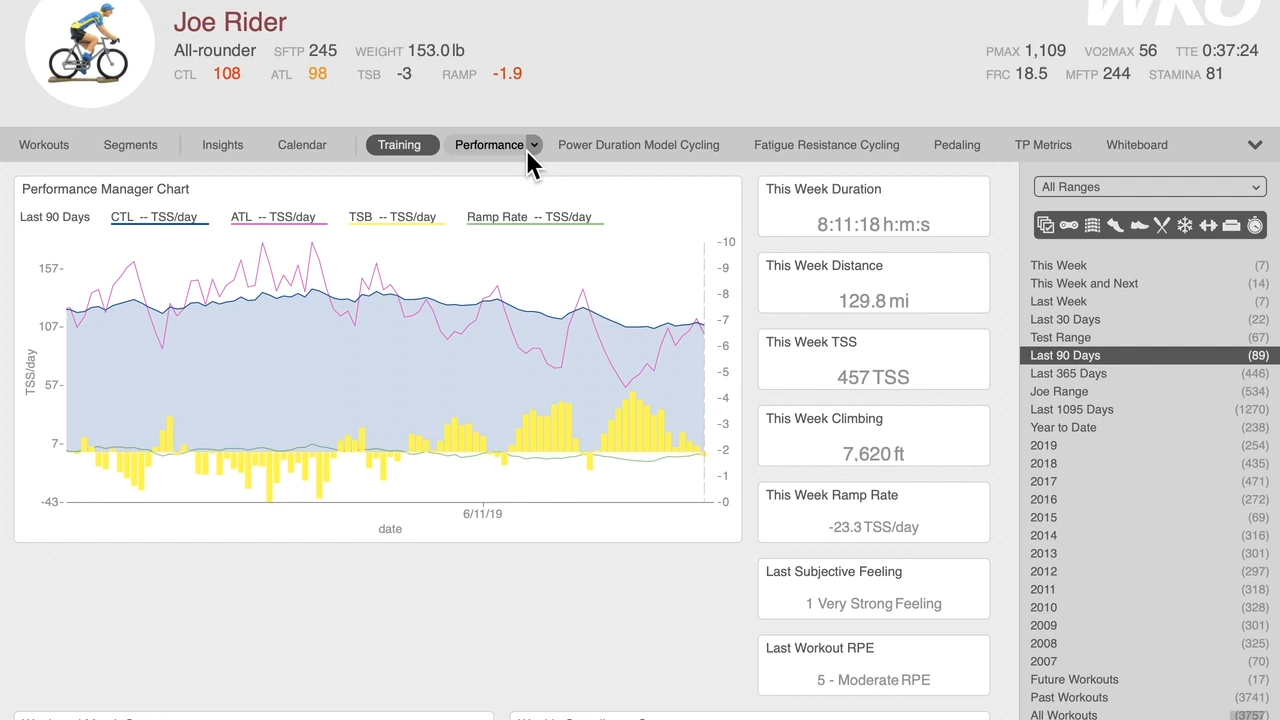 WKO
Joe Rider
All-rounder SFTP 245 WEIGHT 153.0 lb
CTL 108 ATL 98 TSB -3 RAMP -1.9
PMAX 1,109 VO2MAX 56 TTE 0:37:24
FRC 18.5 MFTP 244 STAMINA 81
Workouts Segments Insights Calendar Training Performance Power Duration Model Cycling Fatigue Resistance Cycling Pedaling TP Metrics Whiteboard
Performance Manager Chart
Last 90 Days CTL -- TSS/day ATL -- TSS/day TSB -- TSS/day Ramp Rate -- TSS/day
157-
107-
57-
7-
-43-
TSS/day
-10
-9
-8
-7
-6
-5
-4
-3
-2
-1
-0
6/11/19
date
This Week Duration
8:11:18 h:m:s
This Week Distance
129.8 mi
This Week TSS
457 TSS
This Week Climbing
7,620 ft
This Week Ramp Rate
-23.3 TSS/day
Last Subjective Feeling
1 Very Strong Feeling
Last Workout RPE
5 - Moderate RPE
All Ranges
This Week (7)
This Week and Next (14)
Last Week (7)
Last 30 Days (22)
Test Range (67)
Last 90 Days (89)
Last 365 Days (446)
Joe Range (534)
Last 1095 Days (1270)
Year to Date (238)
2019 (254)
2018 (435)
2017 (471)
2016 (272)
2015 (69)
2014 (316)
2013 (301)
2012 (297)
2011 (318)
2010 (328)
2009 (301)
2008 (325)
2007 (70)
Future Workouts (17)
Past Workouts (3741)
All Workouts (3757)